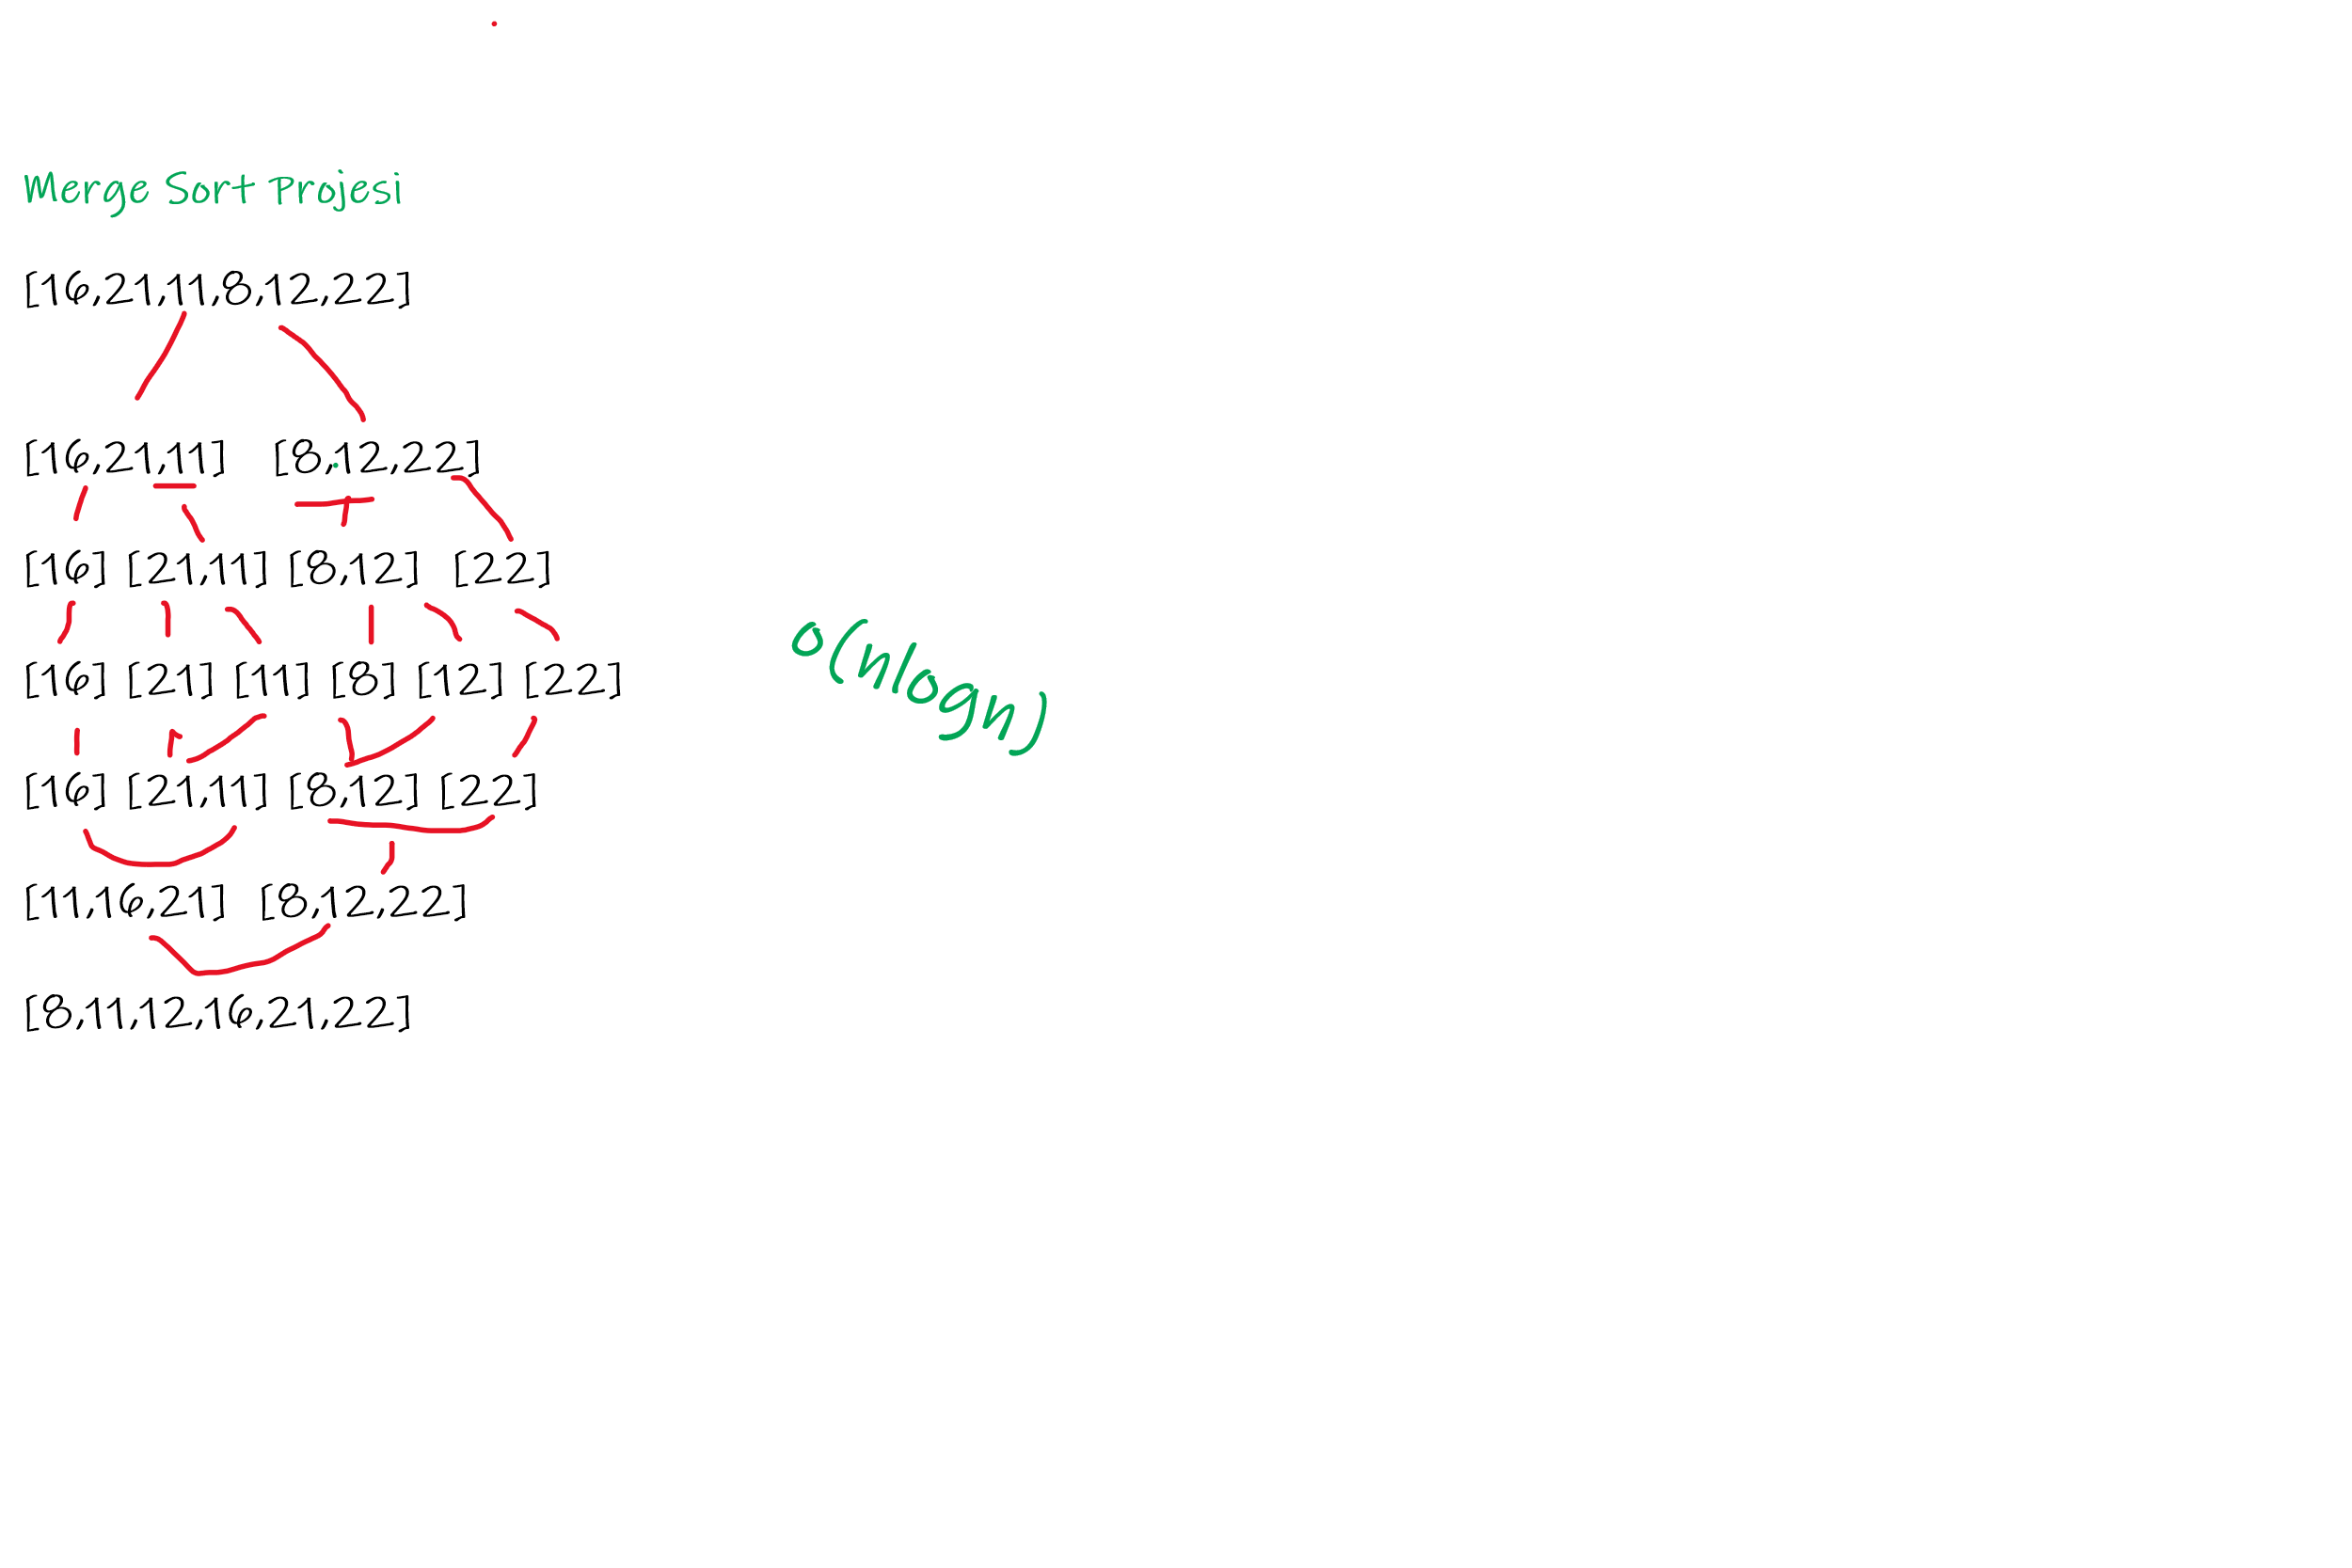 Merge Sort Projesi
[16,21,11,8,12,22]
[16,21,11] [8,12,22]
[16] [21,11] [8,12] [22]
[16] [21] [11] [8] [12] [22]
[16] [21,11] [8,12] [22]
[11,16,21] [8,12,22]
[8,11,12,16,21,22]
o(nlogn)